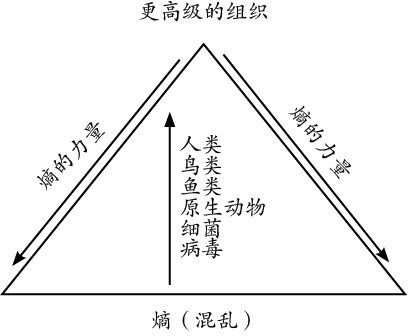 更高级的组织
熵的力量
熵的力量
人类
鸟类
鱼类
原生动物
细菌
病毒
熵（混乱）